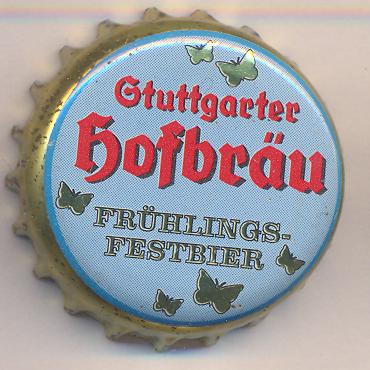 Stuttgarter
Hofbräu
FRÜHLINGS-
FESTBIER